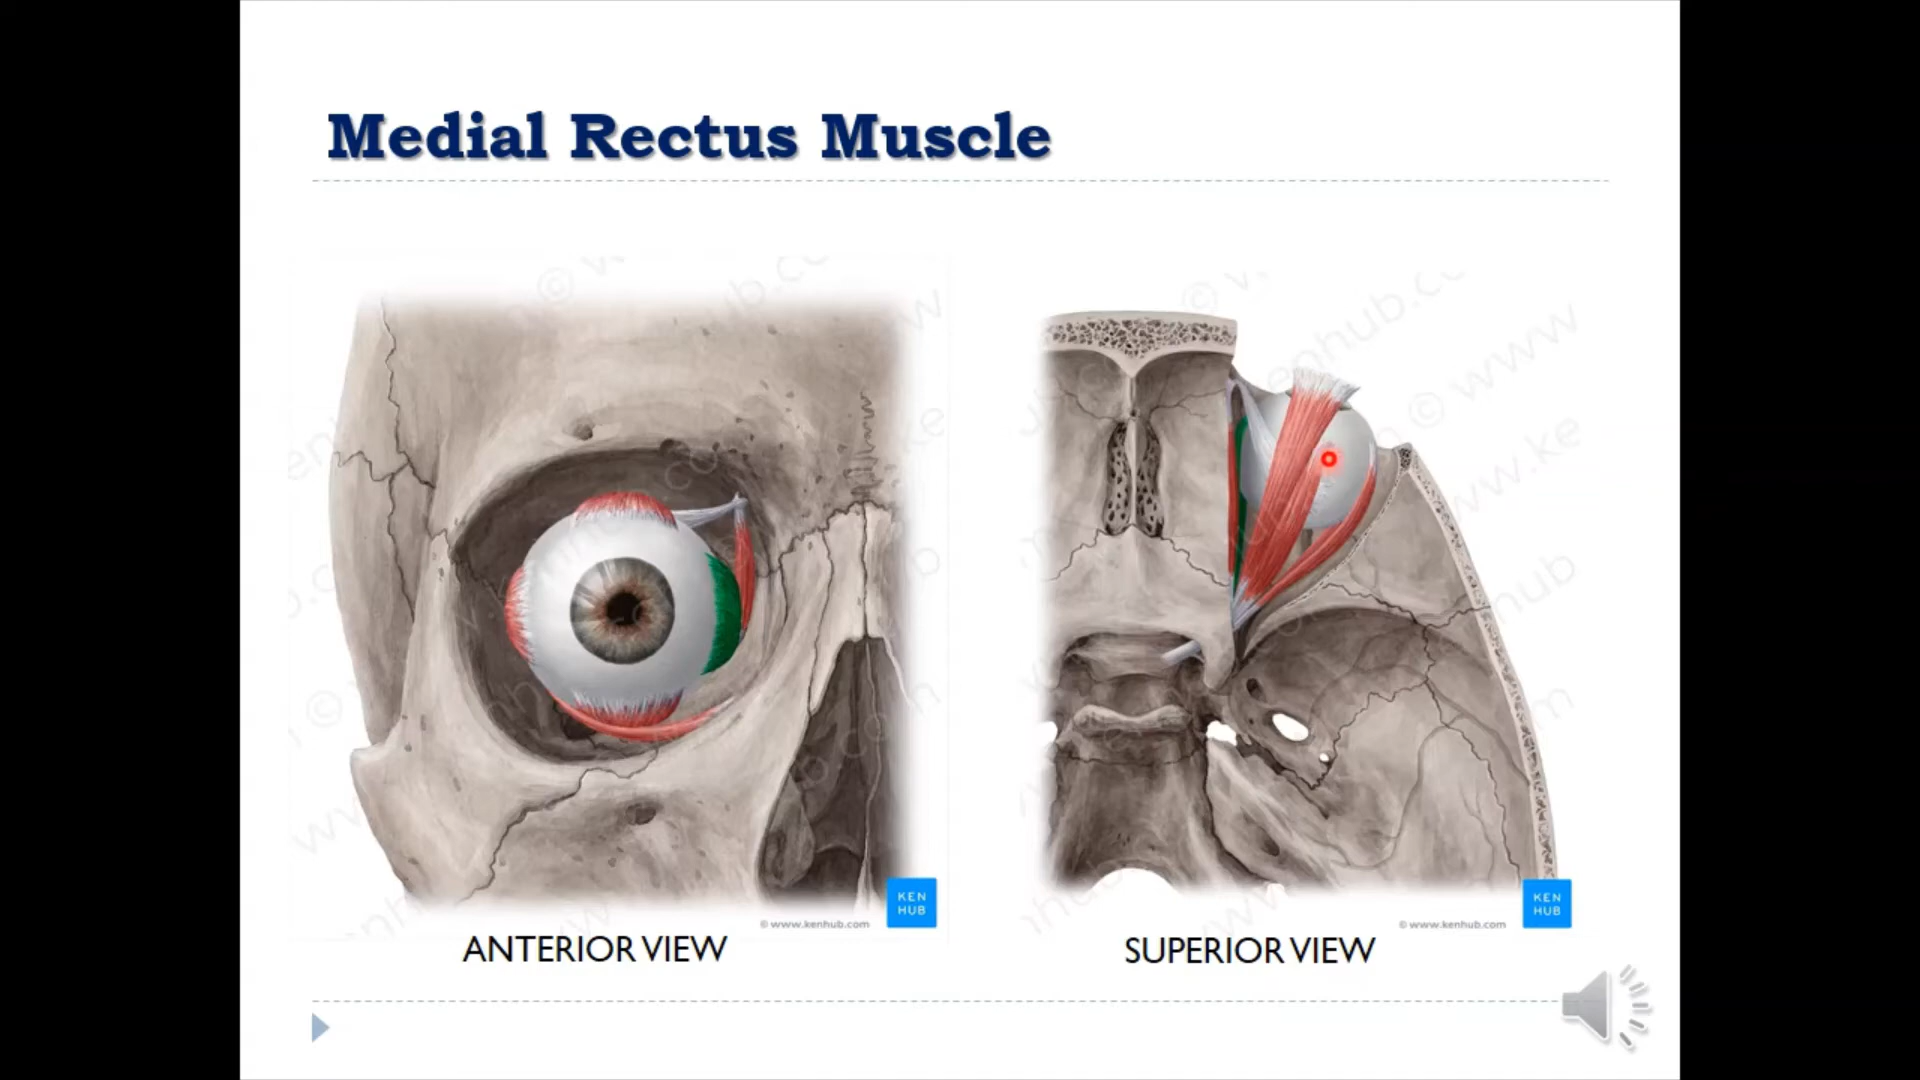 Medial Rectus Muscle
© www.kenhub.com
KEN
HUB
© www.kenhub.com
KEN
HUB
ANTERIOR VIEW
SUPERIOR VIEW